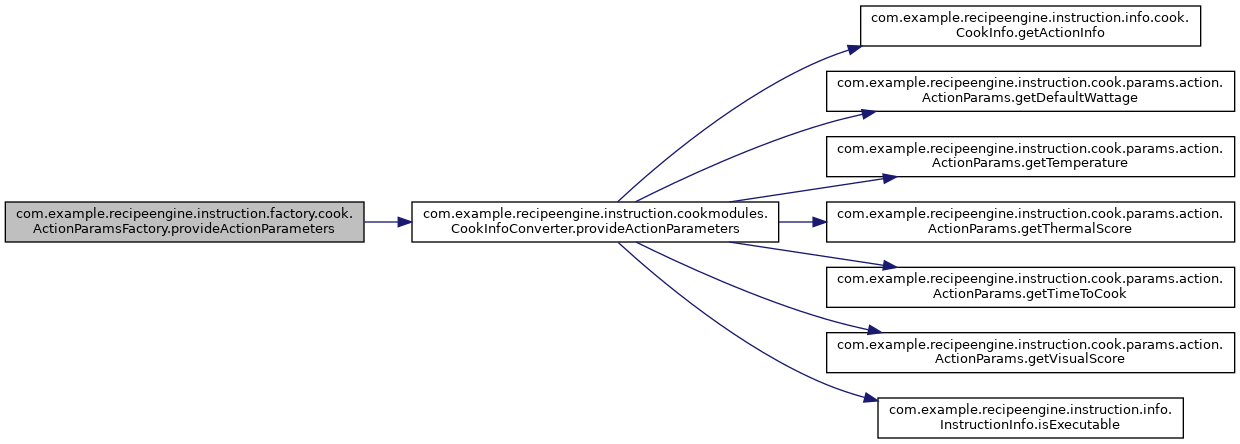 com.example.recipeengine.instruction.factory.cook.
ActionParamsFactory.provideActionParameters
com.example.recipeengine.instruction.cookmodules.
CookInfoConverter.provideActionParameters
com.example.recipeengine.instruction.info.cook.
CookInfo.getActionInfo
com.example.recipeengine.instruction.cook.params.action.
ActionParams.getDefaultWattage
com.example.recipeengine.instruction.cook.params.action.
ActionParams.getTemperature
com.example.recipeengine.instruction.cook.params.action.
ActionParams.getThermalScore
com.example.recipeengine.instruction.cook.params.action.
ActionParams.getTimeToCook
com.example.recipeengine.instruction.cook.params.action.
ActionParams.getVisualScore
com.example.recipeengine.instruction.info.
InstructionInfo.isExecutable